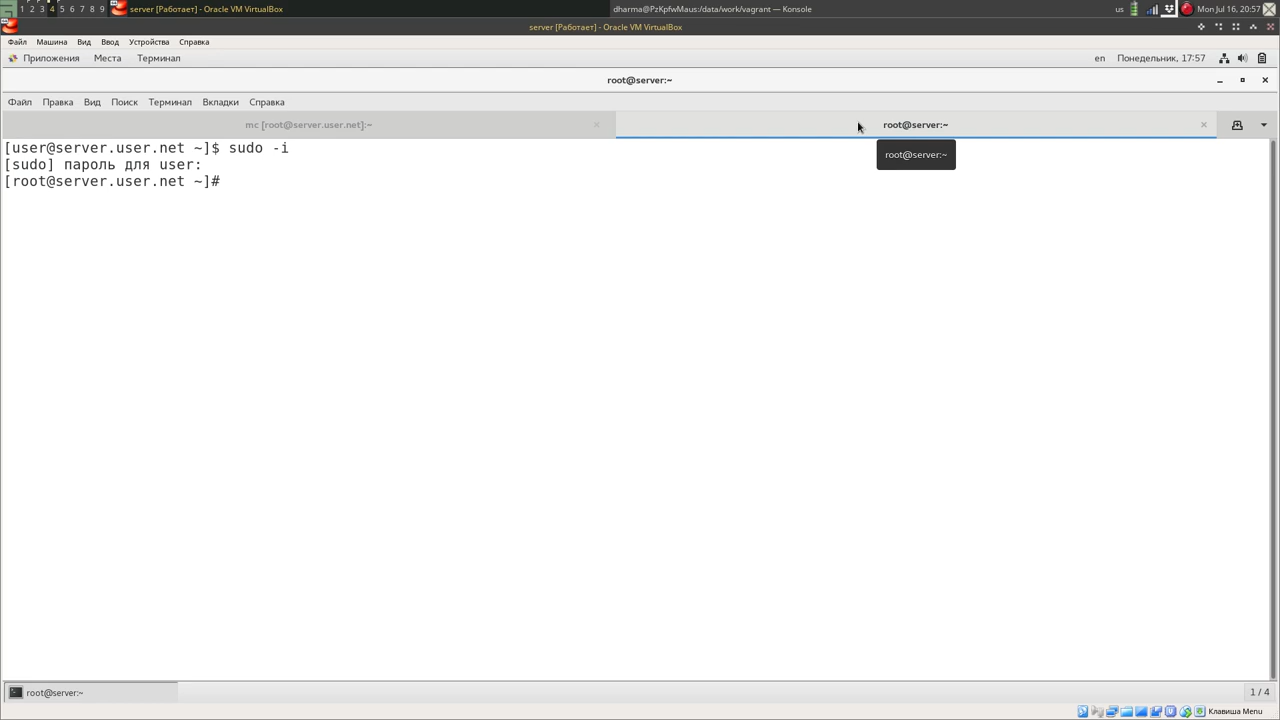 1 2 3 4 5 6 7 8 9 server [Работает] - Oracle VM VirtualBox dharma@PzKpfwMaus:/data/work/vagrant — Konsole us Mon Jul 16, 20:57
server [Работает] - Oracle VM VirtualBox
Файл Машина Вид Ввод Устройства Справка
Приложения Места Терминал en Понедельник, 17:57
root@server:~
Файл Правка Вид Поиск Терминал Вкладки Справка
mc [root@server.user.net]:~ root@server:~
[user@server.user.net ~]$ sudo -i
root@server:~
[sudo] пароль для user:
[root@server.user.net ~]#
root@server:~ 1 / 4
Клавиша Menu